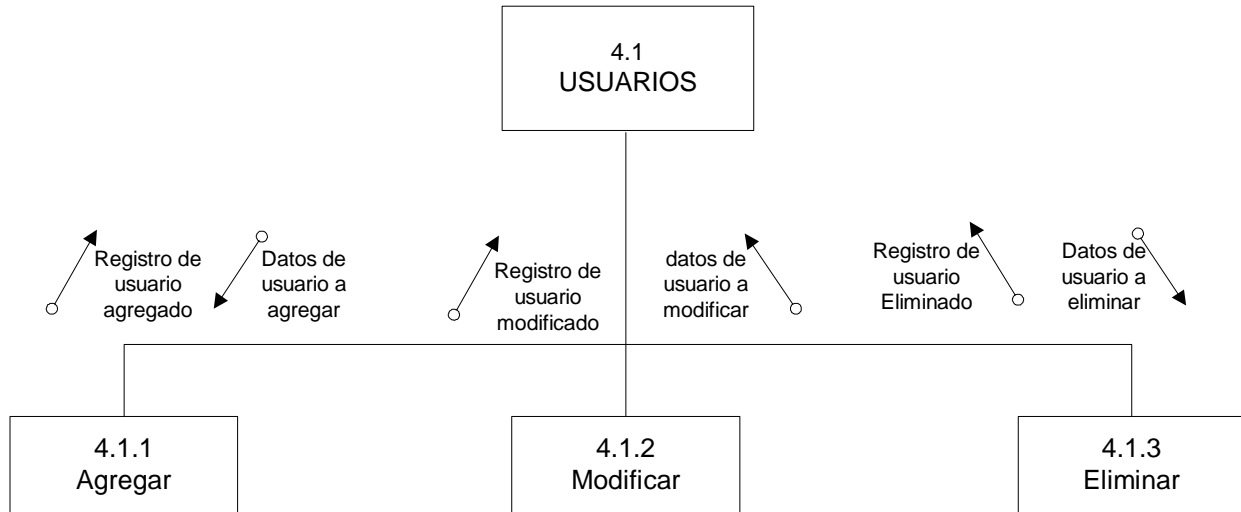 4.1
USUARIOS
Registro de
usuario
agregado
Datos de
usuario a
agregar
Registro de
usuario
modificado
datos de
usuario a
modificar
Registro de
usuario
Eliminado
Datos de
usuario a
eliminar
4.1.1
Agregar
4.1.2
Modificar
4.1.3
Eliminar